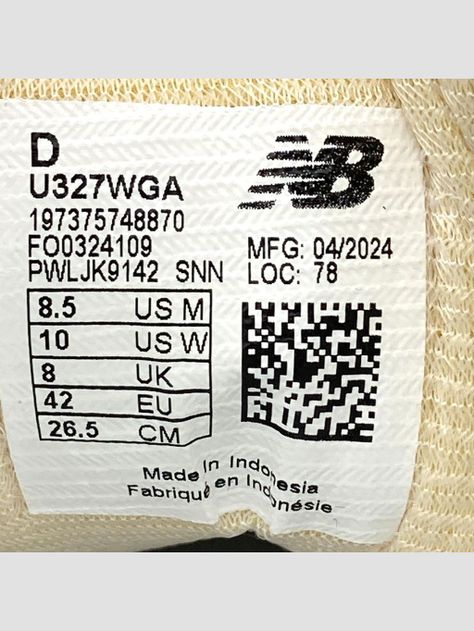 D
NB
U327WGA
197375748870
FO0324109
MFG: 04/2024
PWLJK9142 SNN
LOC: 78
8.5 US M
10 US W
8 UK
42 EU
26.5 CM
Made In Indonesia
Fabriqué en Indonésie